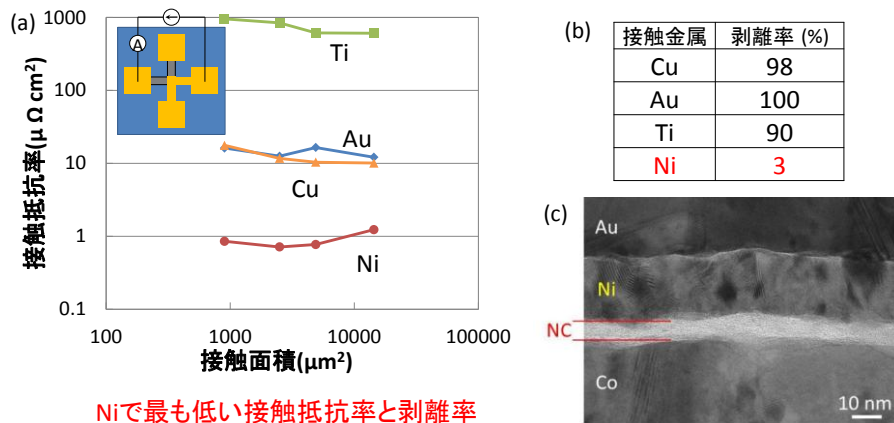 (a)
接触抵抗率(μ Ω cm²)
1000
100
10
1
0.1
100
1000
10000
100000
接触面積(μm²)
A
Ti
Au
Cu
Ni
(b)
接触金属 剥離率 (%)
Cu 98
Au 100
Ti 90
Ni 3
(c)
Au
Ni
NC
Co
10 nm
Niで最も低い接触抵抗率と剥離率